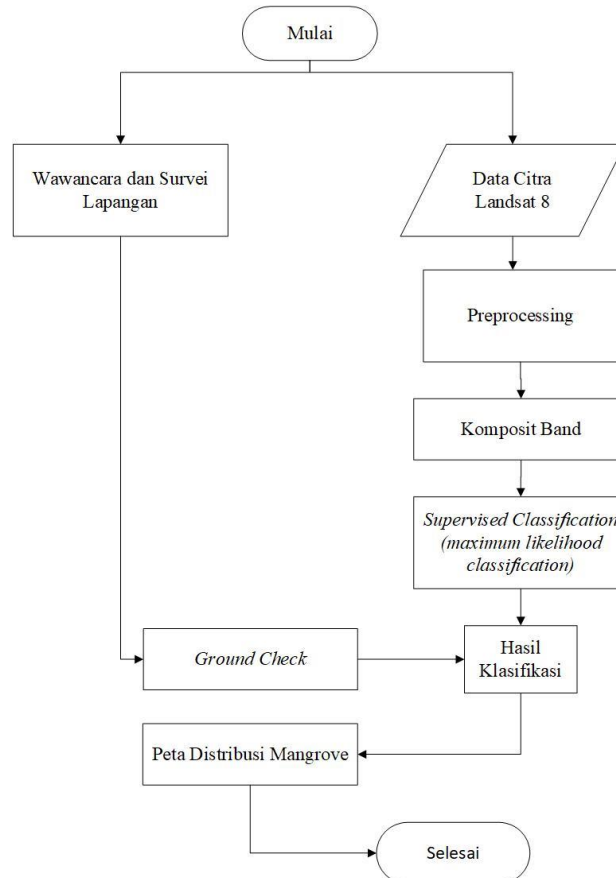 Mulai
Wawancara dan Survei
Lapangan
Data Citra
Landsat 8
Preprocessing
Komposit Band
Supervised Classification
(maximum likelihood
classification)
Ground Check
Hasil
Klasifikasi
Peta Distribusi Mangrove
Selesai